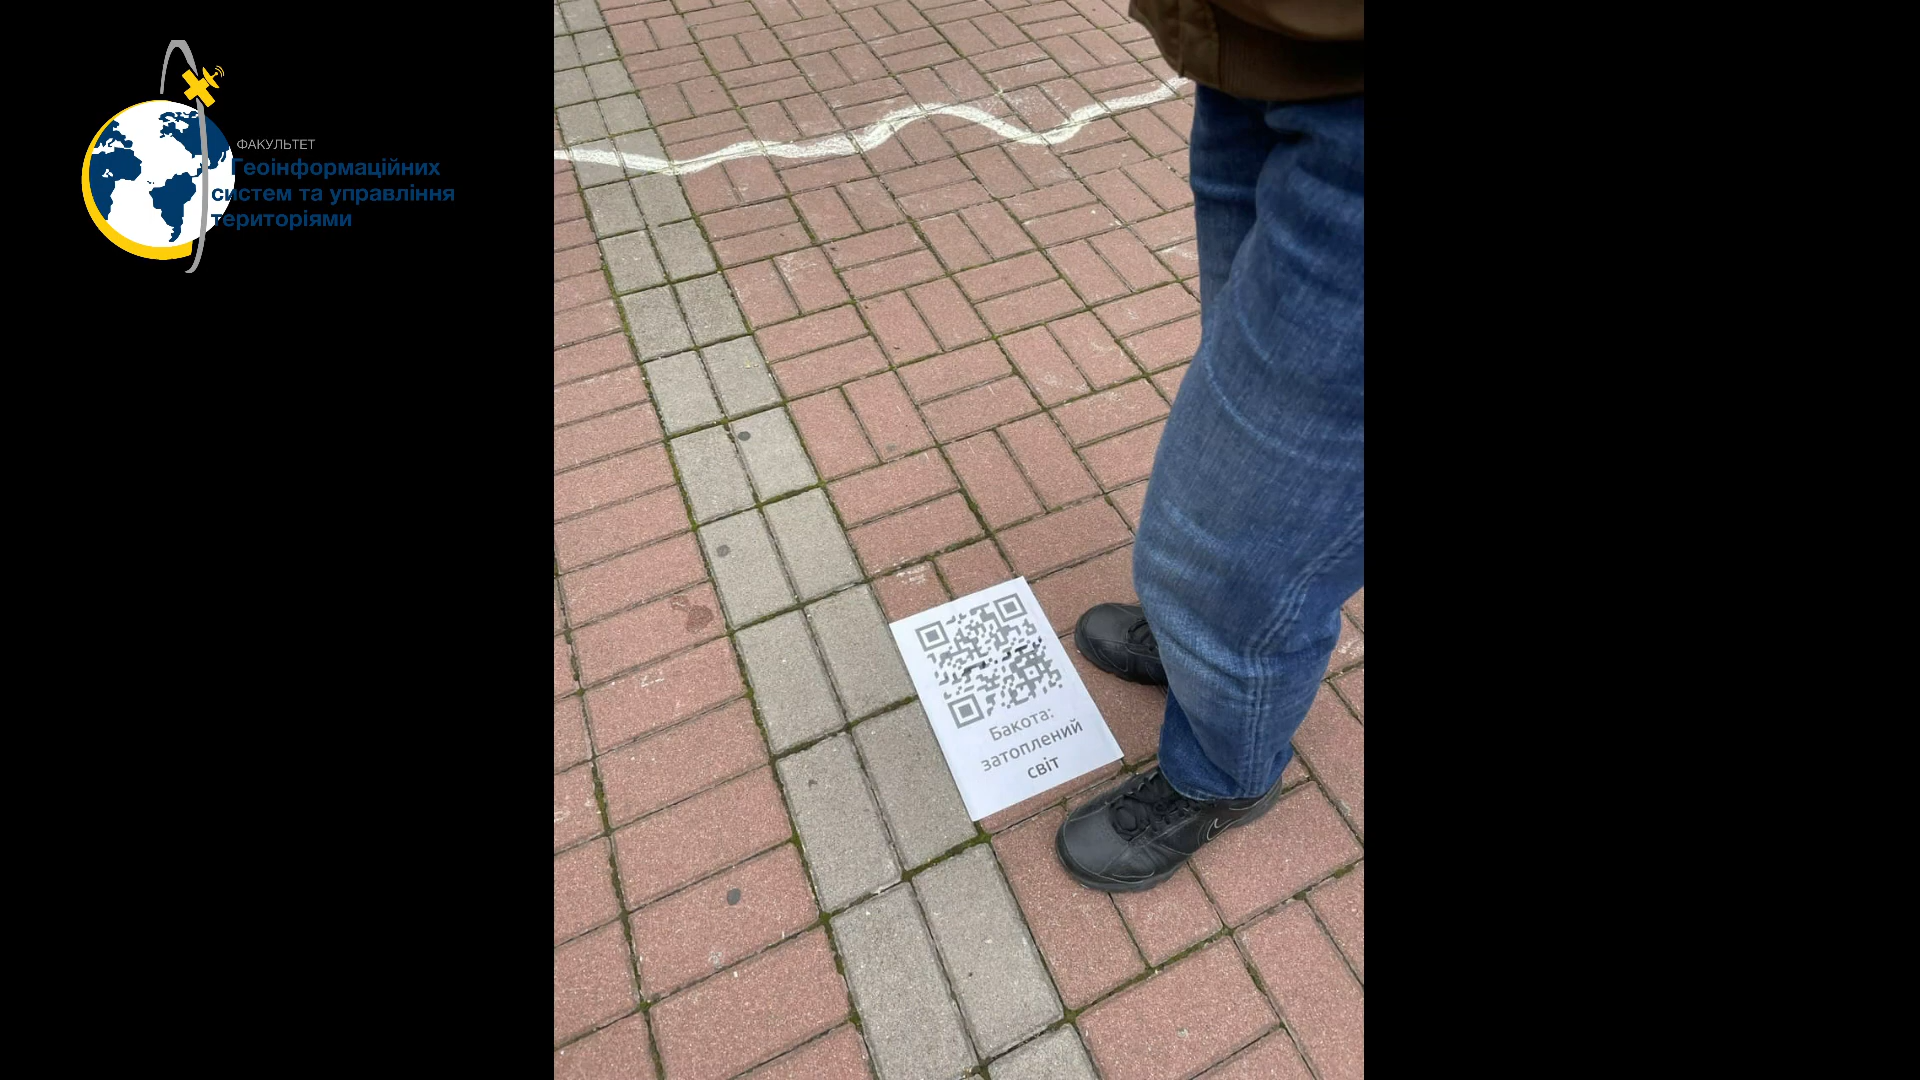 ФАКУЛЬТЕТ
Геоінформаційних
систем та управління
територіями
Бакота:
затоплений
світ